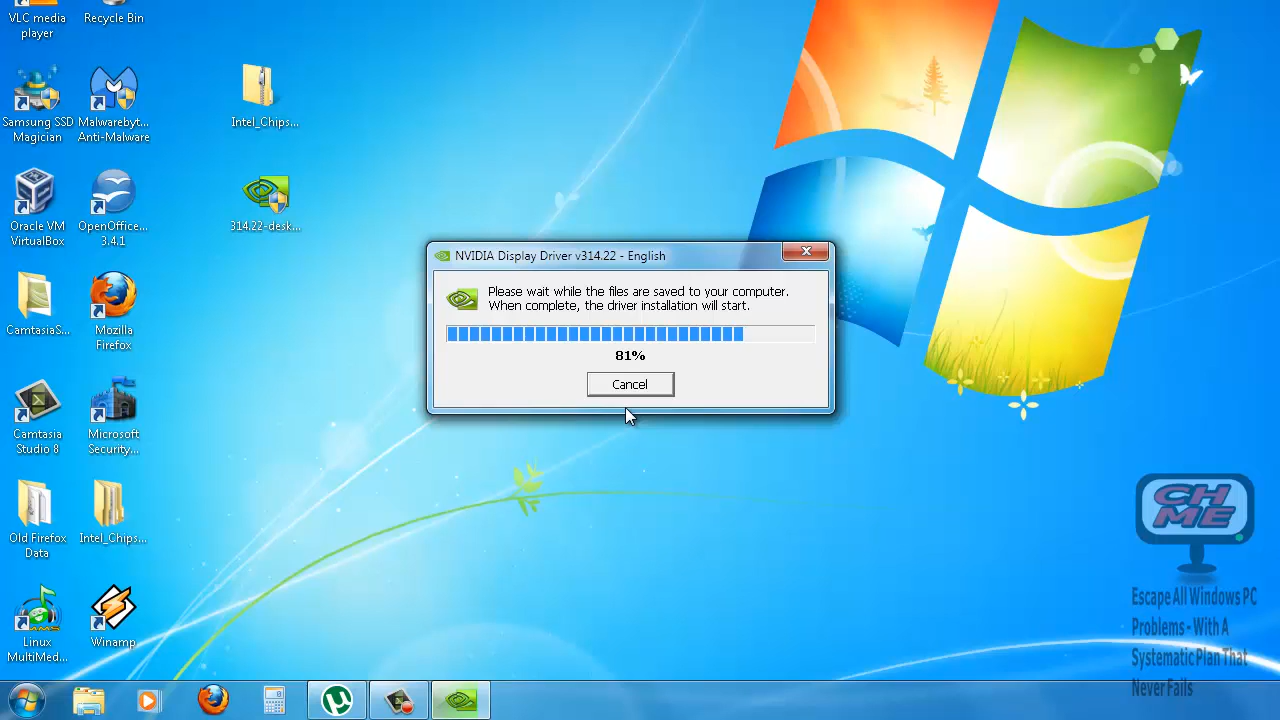 VLC media
player
Recycle Bin
Samsung SSD
Magician
Malwarebyt...
Anti-Malware
Intel_Chips...
Oracle VM
VirtualBox
OpenOffice...
3.4.1
314.22-desk...
NVIDIA Display Driver v314.22 - English
Please wait while the files are saved to your computer.
When complete, the driver installation will start.
81%
Cancel
CamtasiaS...
Mozilla
Firefox
Camtasia
Studio 8
Microsoft
Security...
Old Firefox
Data
Intel_Chips...
Linux
MultiMed...
Winamp
CH
ME
Escape All Windows PC
Problems - With A
Systematic Plan That
Never Fails